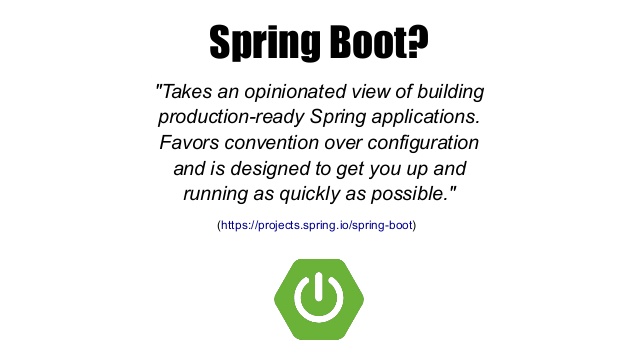 Spring Boot?
"Takes an opinionated view of building
production-ready Spring applications.
Favors convention over configuration
and is designed to get you up and
running as quickly as possible."
(https://projects.spring.io/spring-boot)